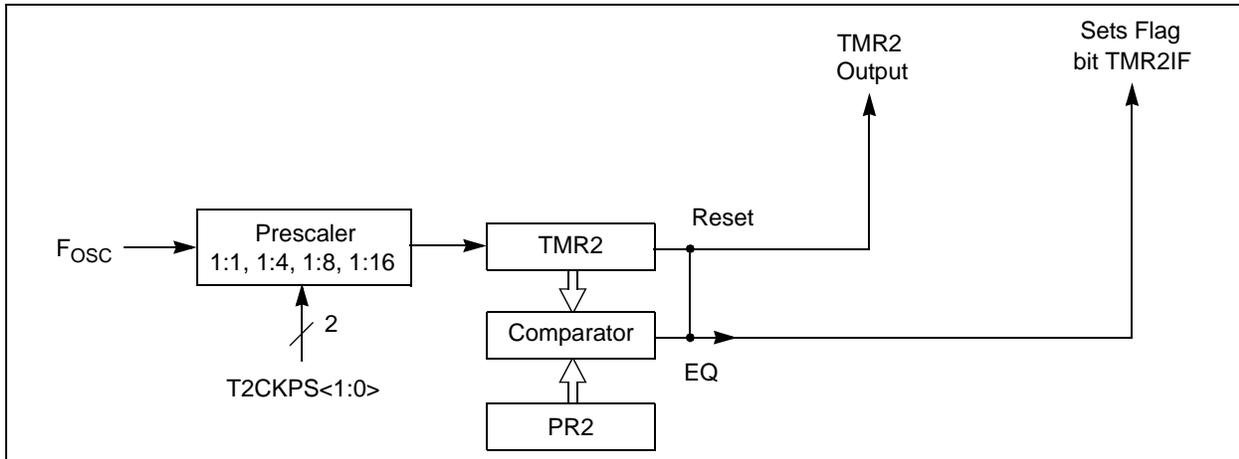 TMR2
Output
Sets Flag
bit TMR2IF
Reset
FOSC
Prescaler
1:1, 1:4, 1:8, 1:16
TMR2
2
Comparator
EQ
T2CKPS<1:0>
PR2